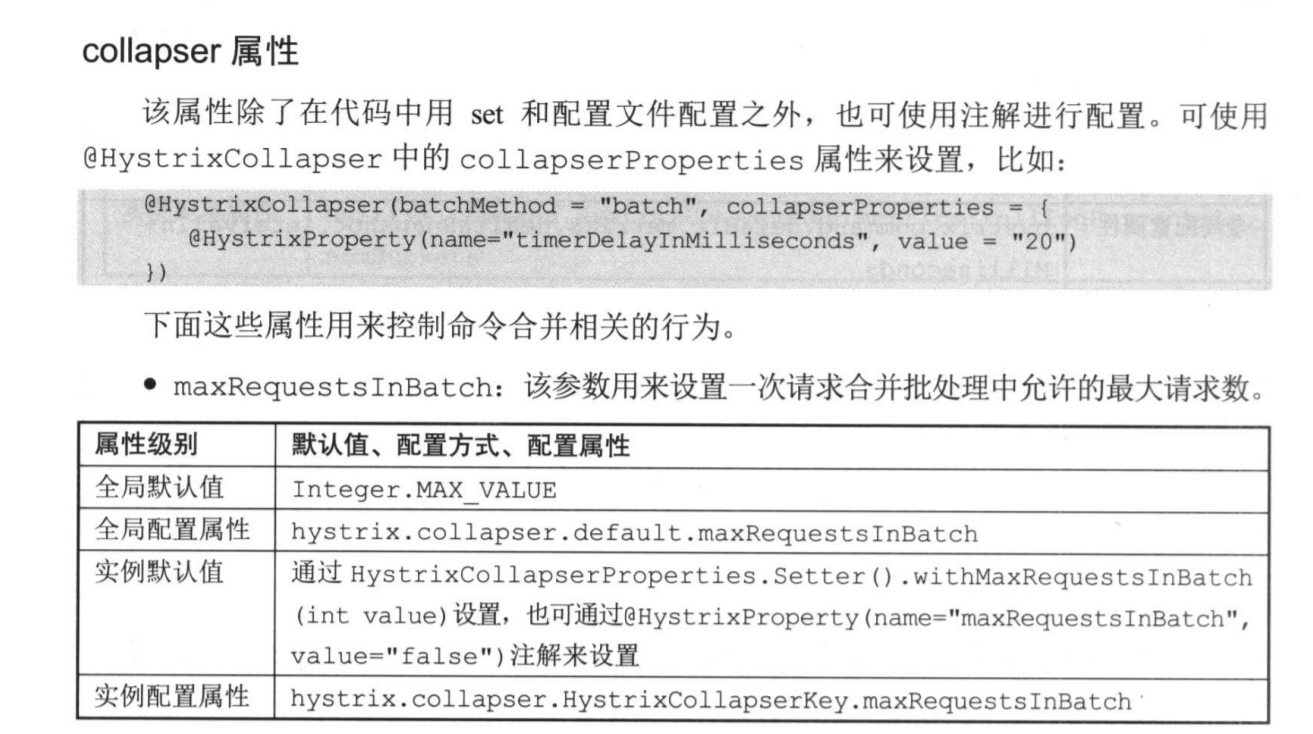 collapser 属性
该属性除了在代码中用 set 和配置文件配置之外，也可使用注解进行配置。可使用
@HystrixCollapser 中的 collapserProperties 属性来设置，比如：
@HystrixCollapser(batchMethod = "batch", collapserProperties = {
@HystrixProperty(name="timerDelayInMilliseconds", value = "20")
})
下面这些属性用来控制命令合并相关的行为。
● maxRequestsInBatch：该参数用来设置一次请求合并批处理中允许的最大请求数。
属性级别 默认值、配置方式、配置属性
全局默认值 Integer.MAX_VALUE
全局配置属性 hystrix.collapser.default.maxRequestsInBatch
实例默认值 通过 HystrixCollapserProperties.Setter().withMaxRequestsInBatch
(int value)设置，也可通过@HystrixProperty(name="maxRequestsInBatch",
value="false")注解来设置
实例配置属性 hystrix.collapser.HystrixCollapserKey.maxRequestsInBatch